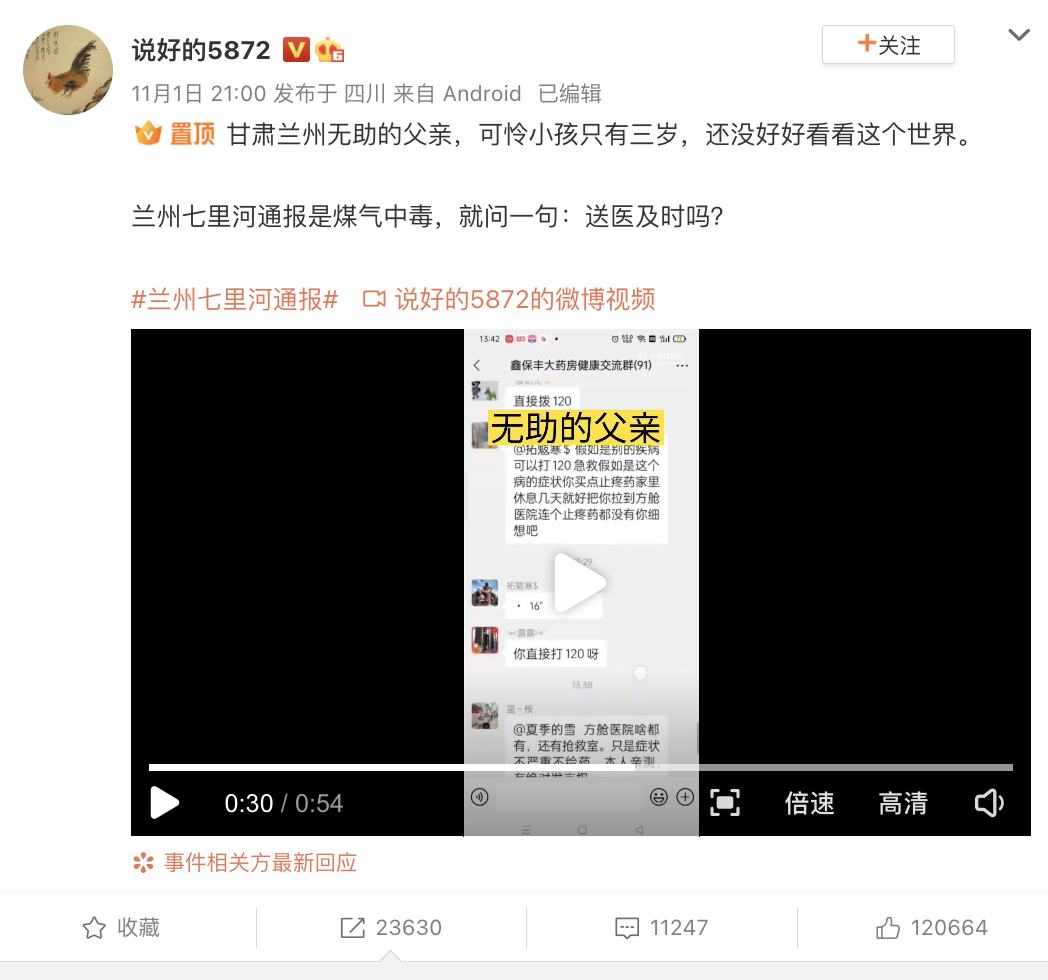 说好的5872
关注
11月1日 21:00 发布于 四川 来自 Android 已编辑
置顶 甘肃兰州无助的父亲，可怜小孩只有三岁，还没好好看看这个世界。
兰州七里河通报是煤气中毒，就问一句：送医及时吗？
#兰州七里河通报# 说好的5872的微博视频
13:42
鑫保丰大药房健康交流群(91)
直接拨120
无助的父亲
@拓魃寒$ 假如是别的疾病
可以打120急救假如是这个
病的症状你买点止疼药家里
休息几天就好把你拉到方舱
医院连个止疼药都没有你细
想吧
拓魃寒$
16"
霹露
你直接打120呀
13:38
蓝~桉
@夏季的雪 方舱医院啥都
有，还有抢救室。只是症状
不严重不给药，本人亲测，
有绝对发言权
0:30 / 0:54
倍速
高清
事件相关方最新回应
收藏
23630
11247
120664